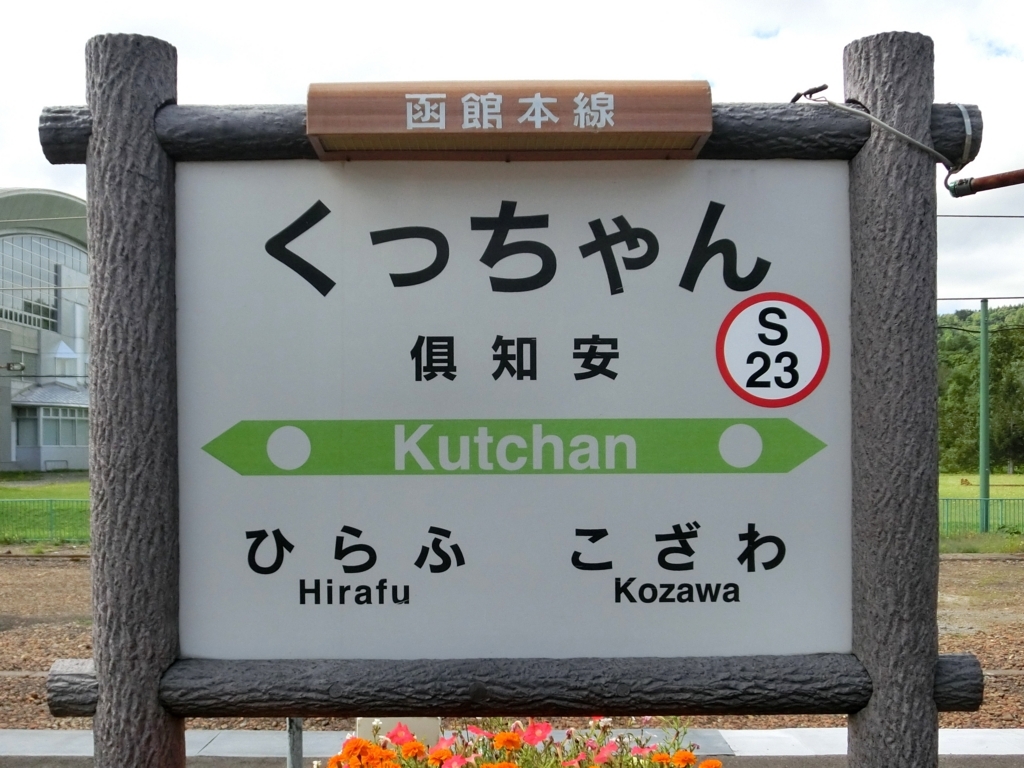 函館本線
くっちゃん
倶知安
S
23
Kutchan
ひらふ こざわ
Hirafu Kozawa